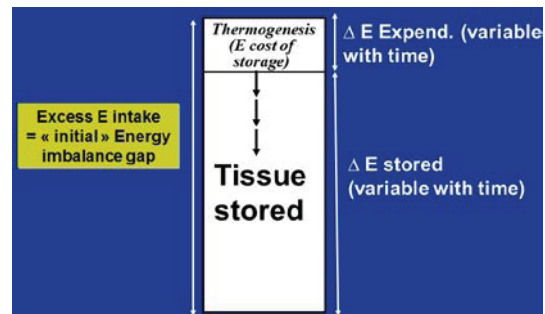 Excess E intake
= « initial » Energy
imbalance gap
Thermogenesis
(E cost of
storage)
Tissue
stored
Δ E Expend. (variable
with time)
Δ E stored
(variable with time)